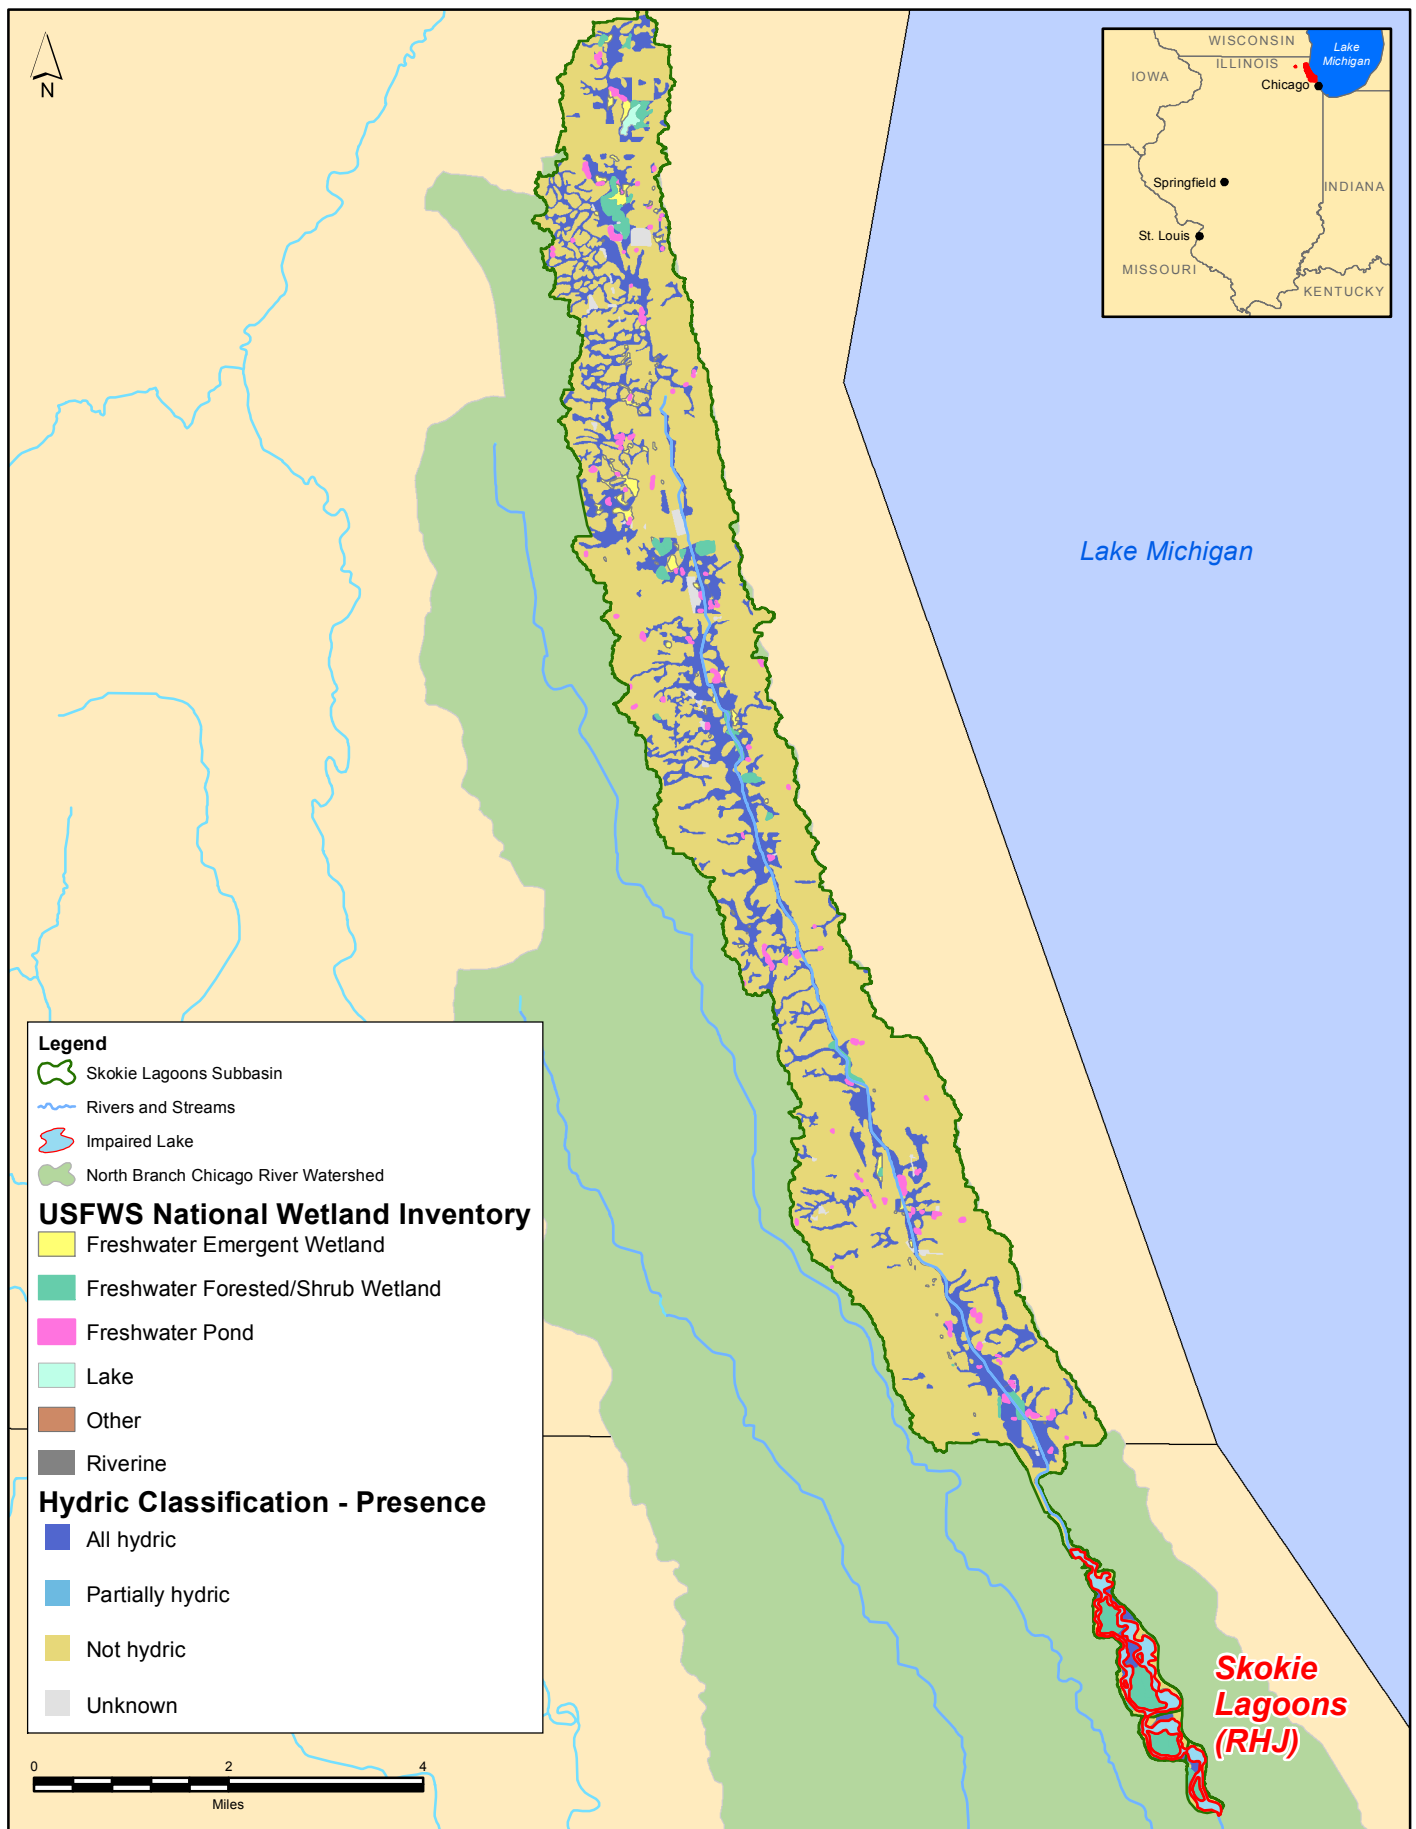 N
WISCONSIN
Lake
Michigan
ILLINOIS
IOWA
Chicago
Springfield
INDIANA
St. Louis
MISSOURI
KENTUCKY
Lake Michigan
Legend
Skokie Lagoons Subbasin
Rivers and Streams
Impaired Lake
North Branch Chicago River Watershed
USFWS National Wetland Inventory
Freshwater Emergent Wetland
Freshwater Forested/Shrub Wetland
Freshwater Pond
Lake
Other
Riverine
Hydric Classification - Presence
All hydric
Partially hydric
Not hydric
Unknown
Skokie
Lagoons
(RHJ)
0 2 4
Miles